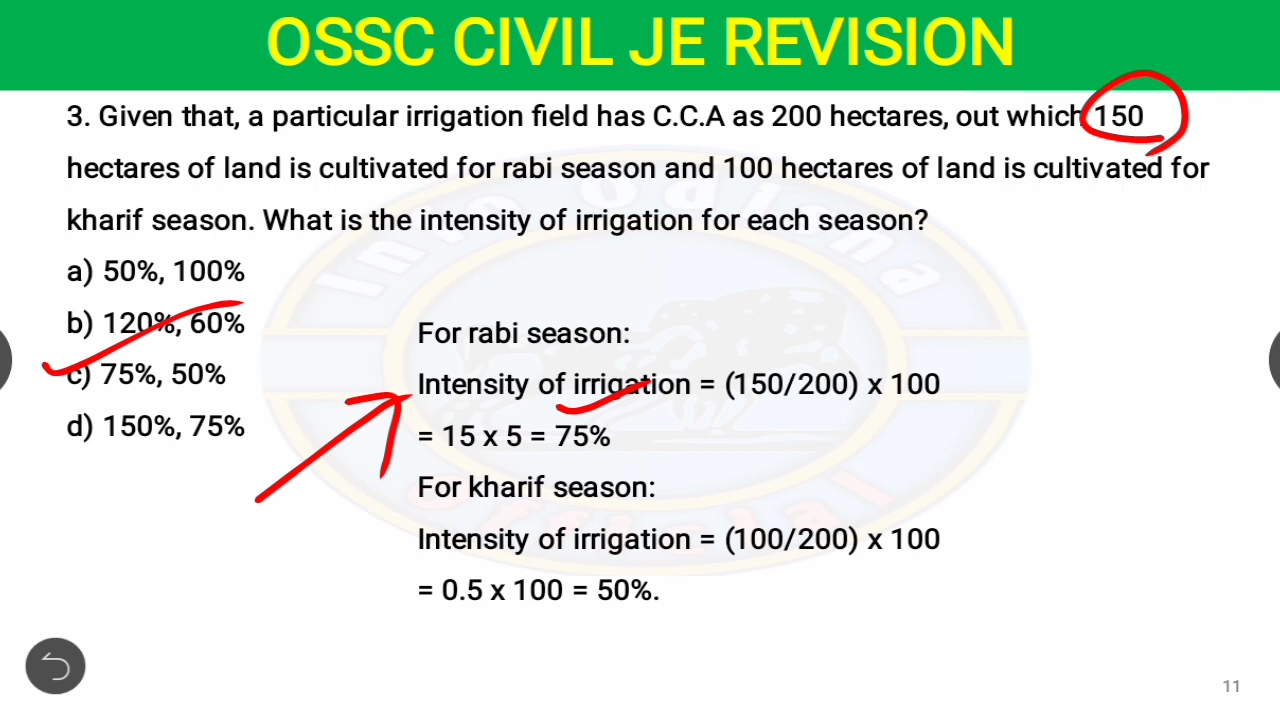 OSSC CIVIL JE REVISION
3. Given that, a particular irrigation field has C.C.A as 200 hectares, out which 150
hectares of land is cultivated for rabi season and 100 hectares of land is cultivated for
kharif season. What is the intensity of irrigation for each season?
a) 50%, 100%
b) 120%, 60%
c) 75%, 50%
d) 150%, 75%
For rabi season:
Intensity of irrigation = (150/200) x 100
= 15 x 5 = 75%
For kharif season:
Intensity of irrigation = (100/200) x 100
= 0.5 x 100 = 50%.
Official
11